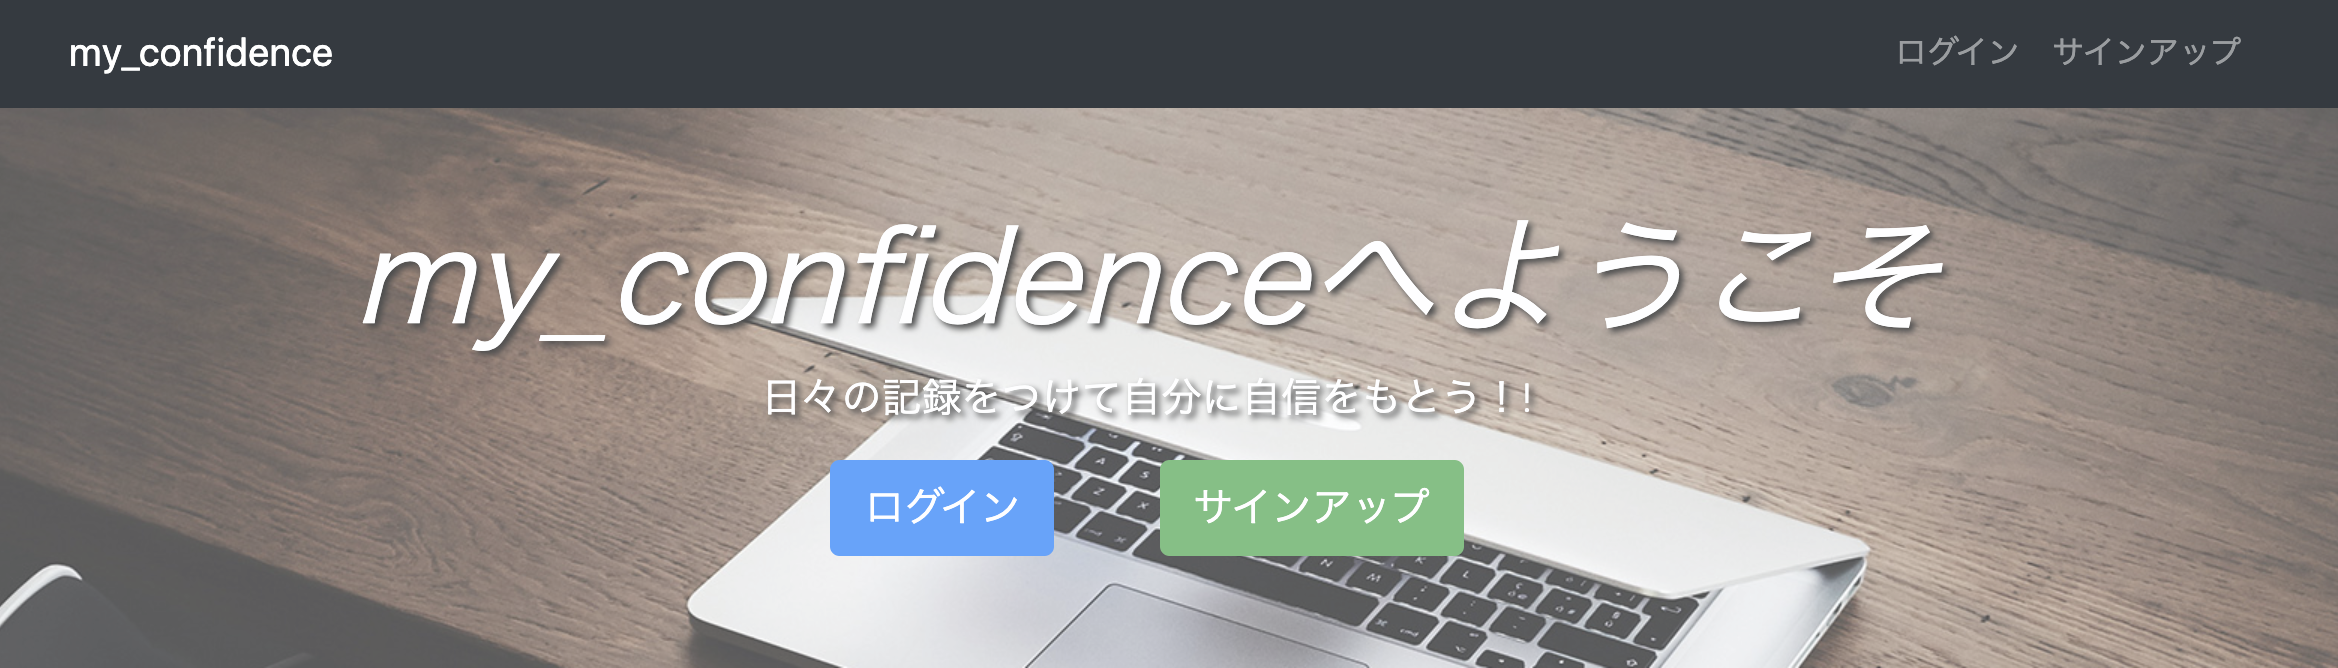 my_confidence
ログイン サインアップ
my_confidenceへようこそ
日々の記録をつけて自分に自信をもとう！!
ログイン
サインアップ